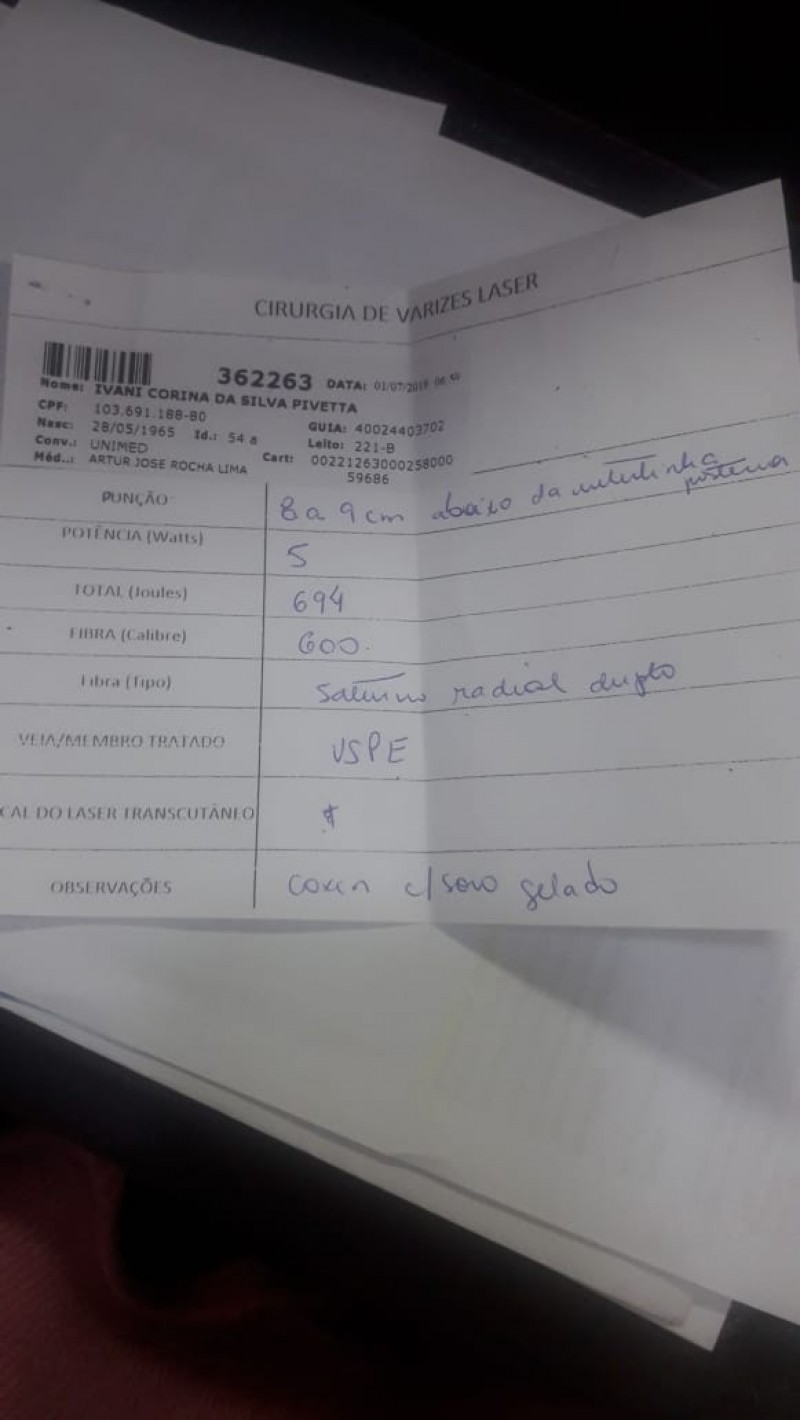 CIRURGIA DE VARIZES LASER
362263 DATA: 01/07/2019
Nome: IVANI CORINA DA SILVA PIVETTA
CPF: 103.691.188-80 GUIA: 40024403702
Nasc: 28/05/1965 Id.: 54 a Leito: 221-B
Conv.: UNIMED Cart: 00221263000258000
Méd..: ARTUR JOSE ROCHA LIMA 59686
PUNÇÃO 8 a 9 cm abaixo da posterior
POTÊNCIA (Watts) 5
TOTAL (Joules) 694
FIBRA (Calibre) 600.
Fibra (Tipo) radial duplo
VEIA/MEMBRO TRATADO VSPE
CAL DO LASER TRANSCUTÂNEO
OBSERVAÇÕES c/ soro gelado